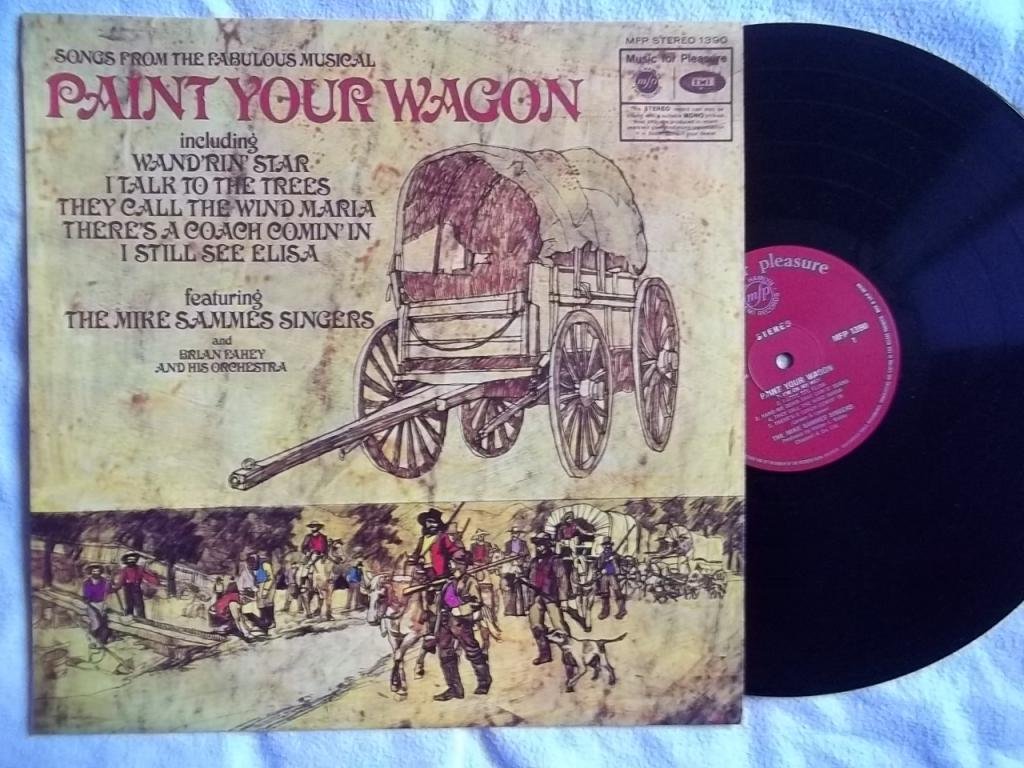 SONGS FROM THE FABULOUS MUSICAL
PAINT YOUR WAGON
including
WAND'RIN' STAR
I TALK TO THE TREES
THEY CALL THE WIND MARIA
THERE'S A COACH COMIN' IN
I STILL SEE ELISA
featuring
THE MIKE SAMMES SINGERS
and
BRIAN FAHEY
AND HIS ORCHESTRA
MFP STEREO 1390
Music for Pleasure
mfp
EMI
r pleasure
mfp
STEREO
MFP 1390
PAINT YOUR WAGON
THE MIKE SAMMES SINGERS